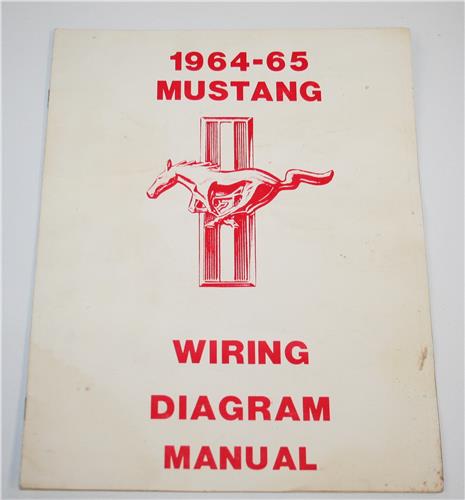 1964-65
MUSTANG
WIRING
DIAGRAM
MANUAL